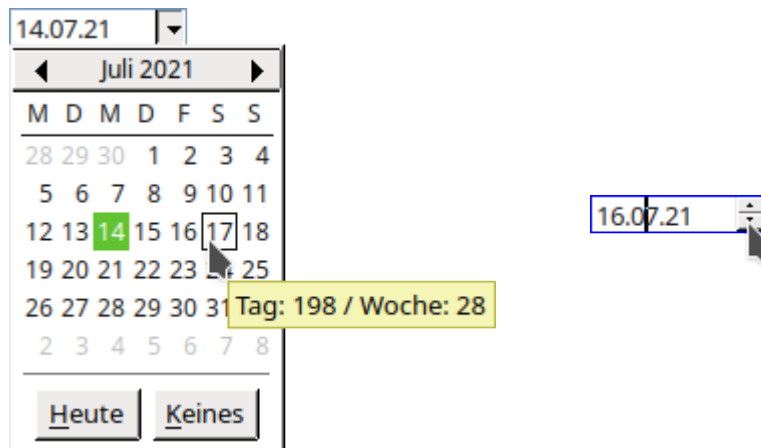 14.07.21
Juli 2021
M D M D F S S
28 29 30 1 2 3 4
5 6 7 8 9 10 11
12 13 14 15 16 17 18
16.07.21
19 20 21 22 23 24 25
26 27 28 29 30 31
Tag: 198 / Woche: 28
2 3 4 5 6 7 8
Heute Keines